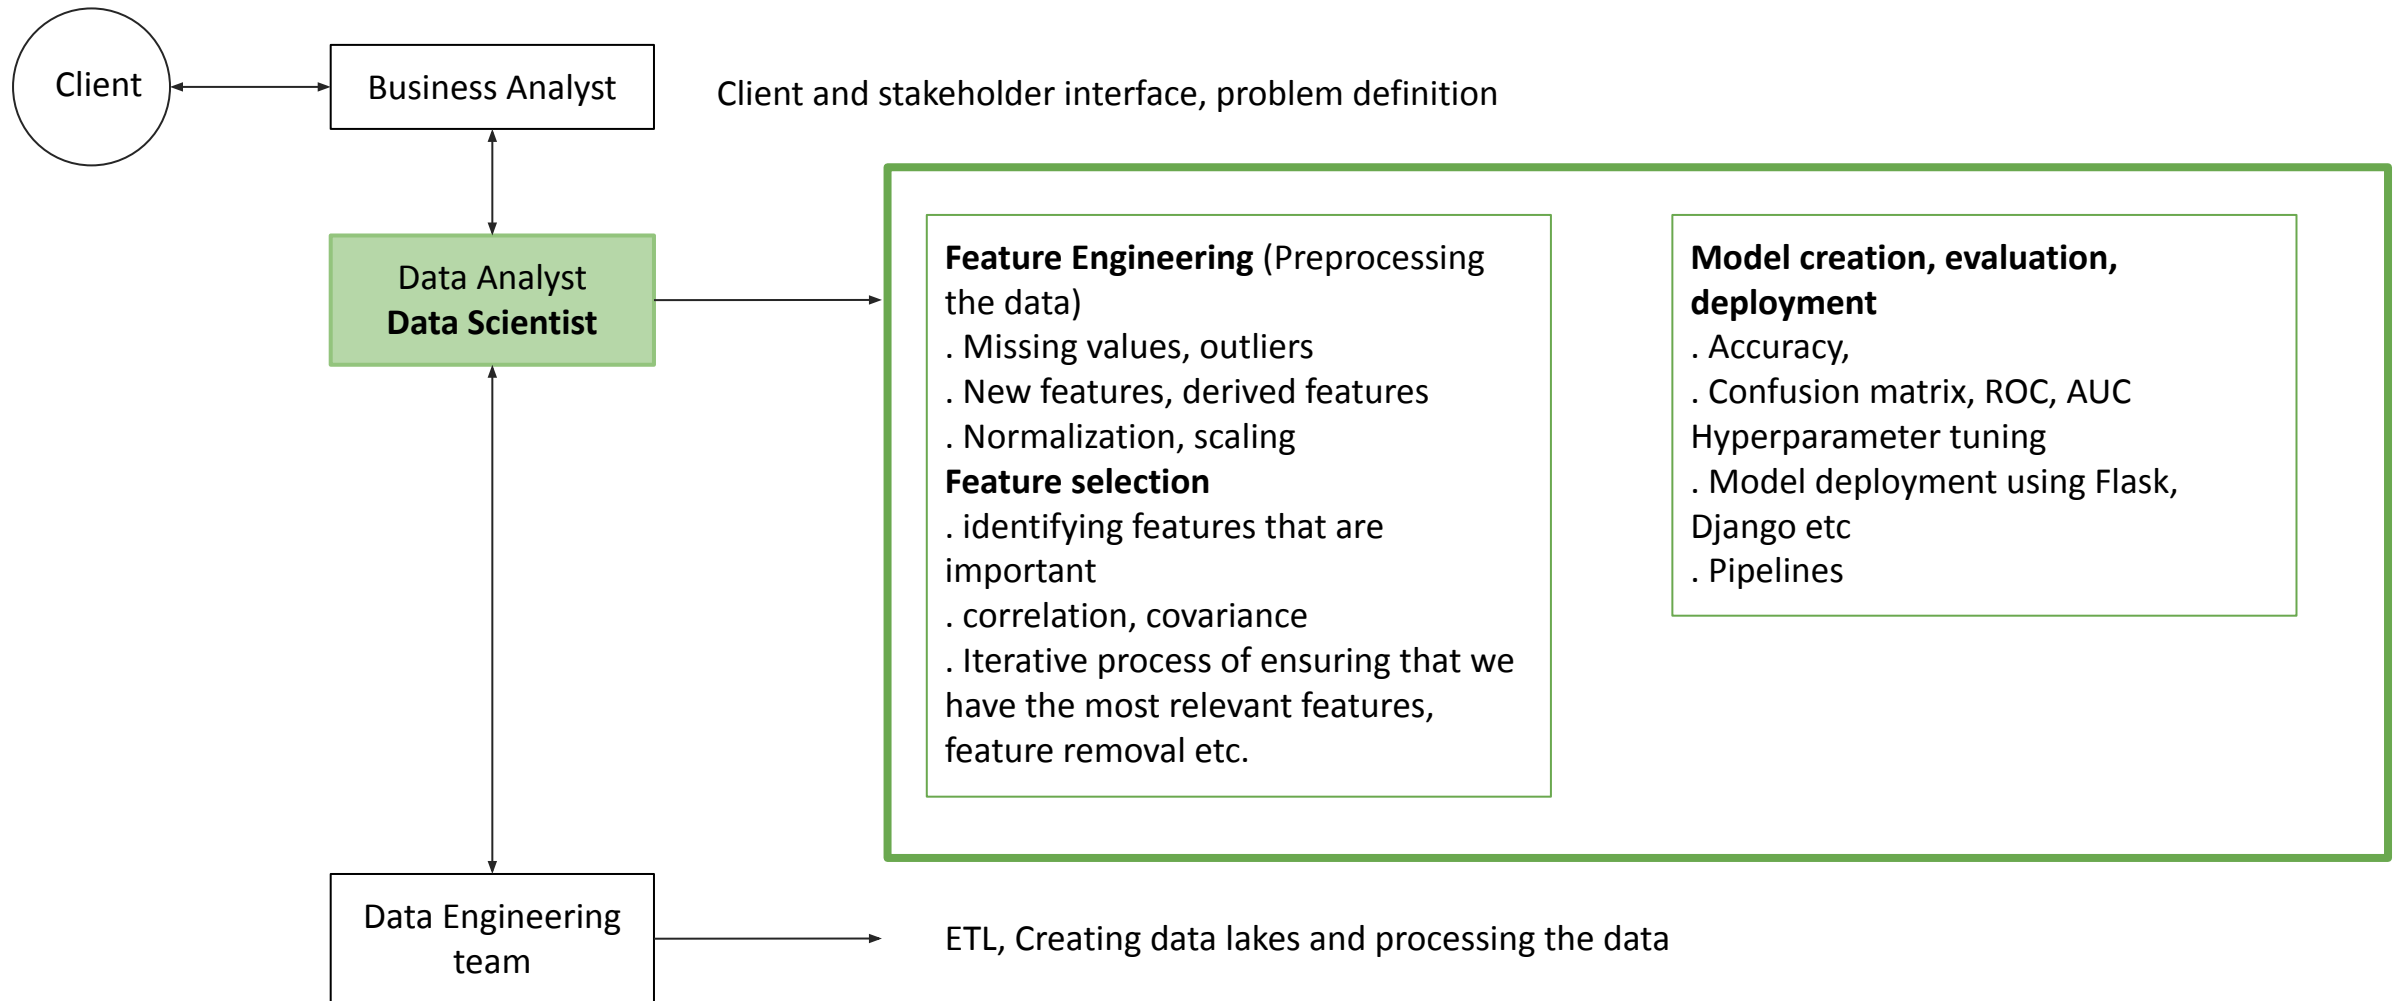 Client
Business Analyst
Client and stakeholder interface, problem definition
Data Analyst
Data Scientist
Feature Engineering (Preprocessing
the data)
. Missing values, outliers
. New features, derived features
. Normalization, scaling
Feature selection
. identifying features that are
important
. correlation, covariance
. Iterative process of ensuring that we
have the most relevant features,
feature removal etc.
Model creation, evaluation,
deployment
. Accuracy,
. Confusion matrix, ROC, AUC
Hyperparameter tuning
. Model deployment using Flask,
Django etc
. Pipelines
Data Engineering
team
ETL, Creating data lakes and processing the data